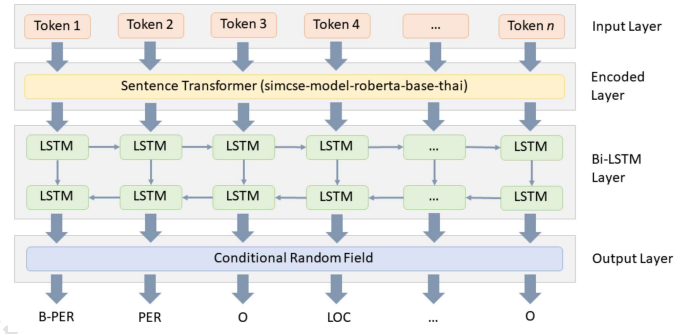 Token 1 Token 2 Token 3 Token 4 ... Token n Input Layer
Sentence Transformer (simcse-model-roberta-base-thai) Encoded Layer
LSTM LSTM LSTM LSTM ... LSTM
Bi-LSTM Layer
LSTM LSTM LSTM LSTM ... LSTM
Conditional Random Field Output Layer
B-PER PER O LOC ... O